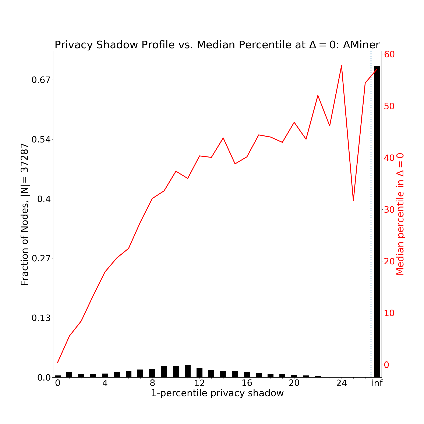 Privacy Shadow Profile vs. Median Percentile at Δ = 0: AMiner
Fraction of Nodes, |N|= 37287
0.67
0.54
0.4
0.27
0.13
0.0
60
50
40
30
20
10
0
Median percentile in Λ = 0
0 4 8 12 16 20 24 Inf
1-percentile privacy shadow